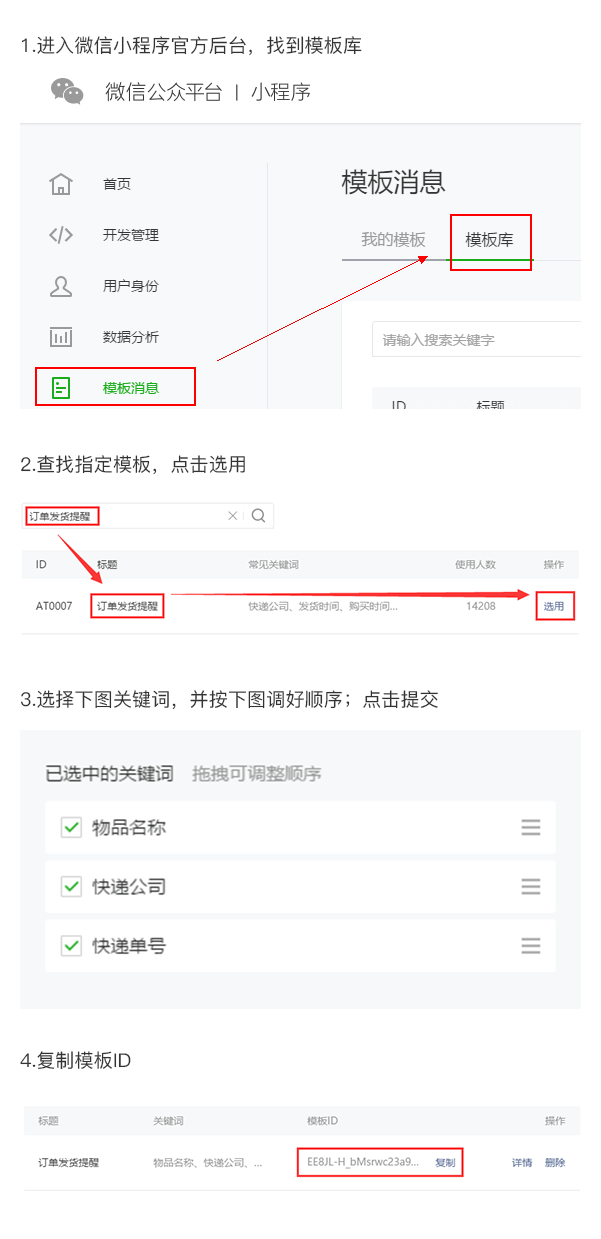 1.进入微信小程序官方后台，找到模板库
微信公众平台 | 小程序
首页
开发管理
用户身份
数据分析
模板消息
模板消息
我的模板 模板库
请输入搜索关键字
ID 标题
2.查找指定模板，点击选用
订单发货提醒
ID 标题 常见关键词 使用人数 操作
AT0007 订单发货提醒 快递公司、发货时间、购买时间... 14208 选用
3.选择下图关键词，并按下图调好顺序；点击提交
已选中的关键词 拖拽可调整顺序
物品名称
快递公司
快递单号
4.复制模板ID
标题 关键词 模板ID 操作
订单发货提醒 物品名称、快递公司、... EE8JL-H_bMsrwc23a9... 复制 详情 删除